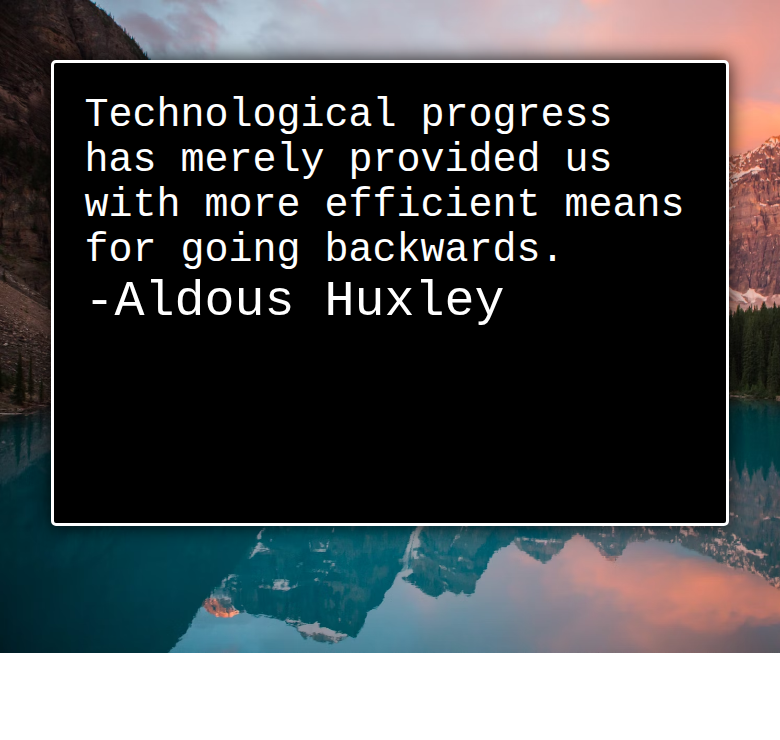 Technological progress
has merely provided us
with more efficient means
for going backwards.
-Aldous Huxley